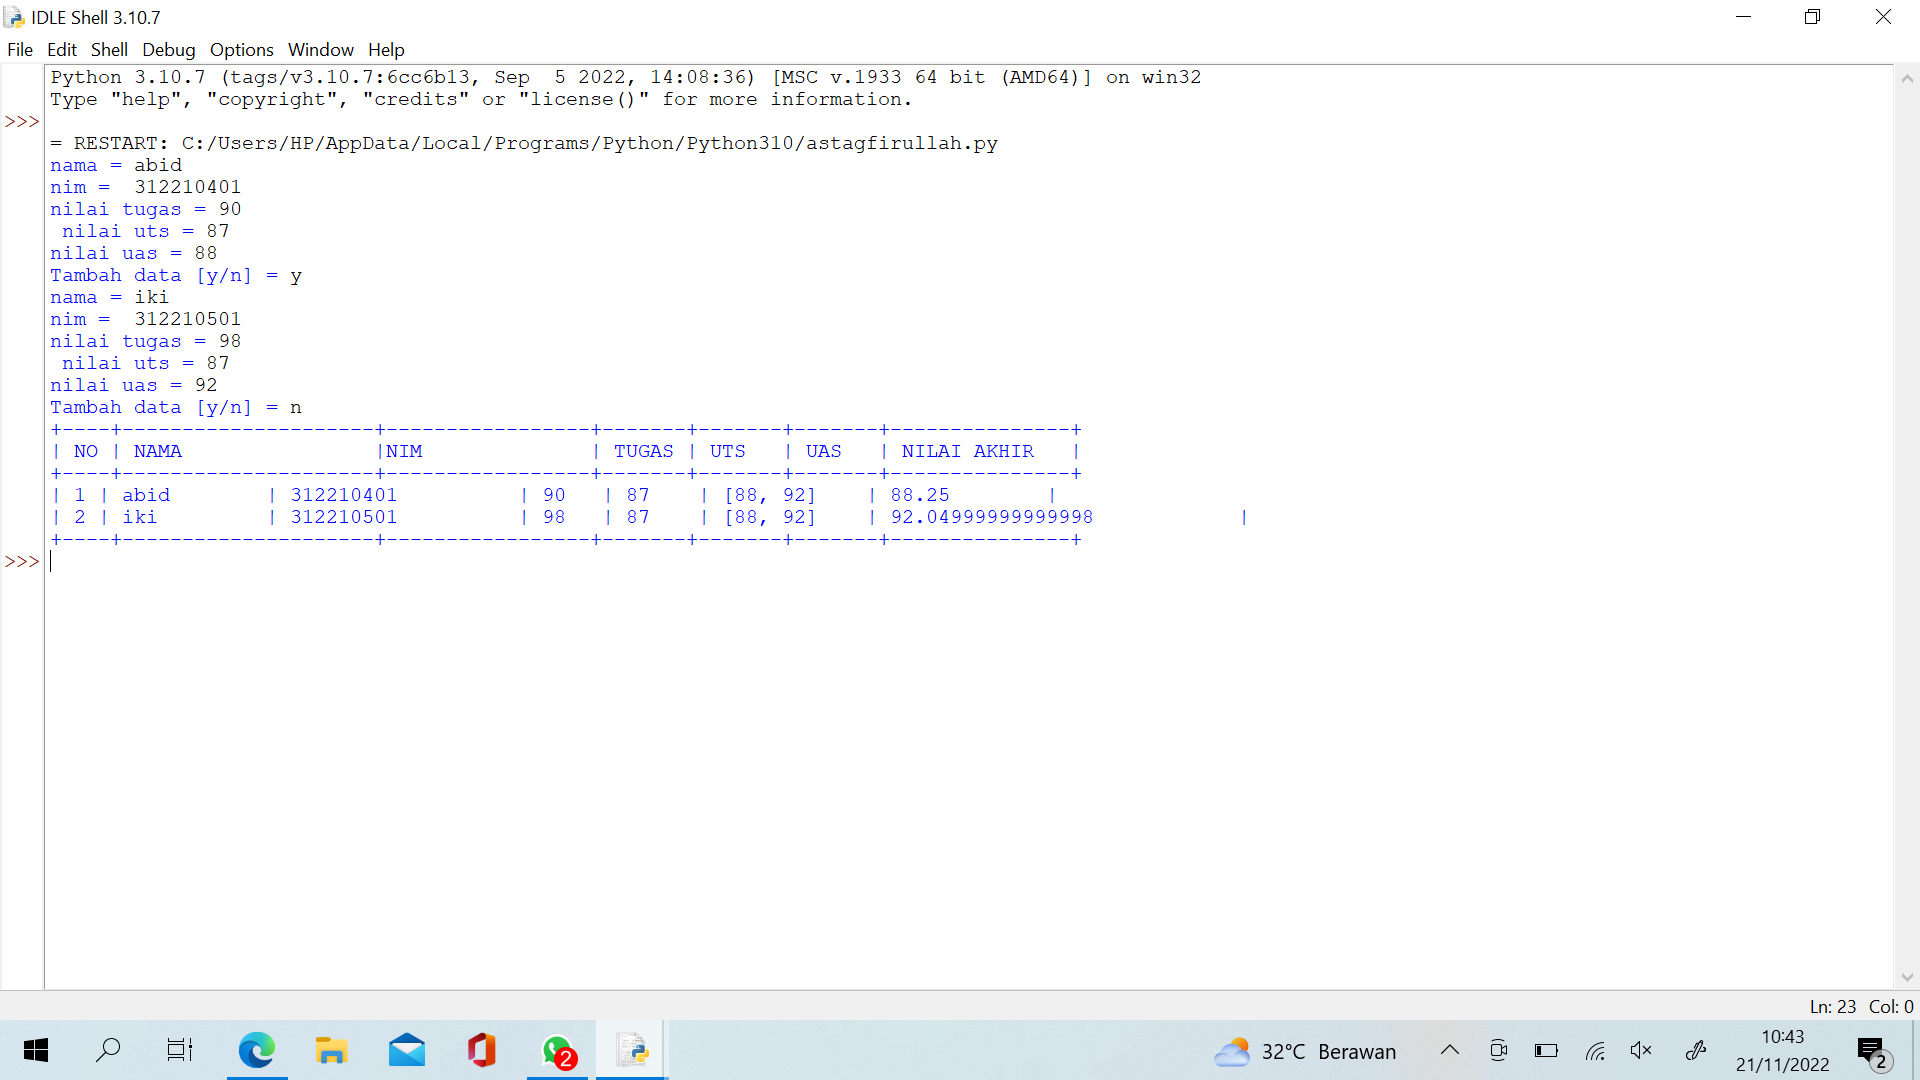 IDLE Shell 3.10.7
File Edit Shell Debug Options Window Help
Python 3.10.7 (tags/v3.10.7:6cc6b13, Sep  5 2022, 14:08:36) [MSC v.1933 64 bit (AMD64)] on win32
Type "help", "copyright", "credits" or "license()" for more information.
>>>
= RESTART: C:/Users/HP/AppData/Local/Programs/Python/Python310/astagfirullah.py
nama = abid
nim =  312210401
nilai tugas = 90
 nilai uts = 87
nilai uas = 88
Tambah data [y/n] = y
nama = iki
nim =  312210501
nilai tugas = 98
 nilai uts = 87
nilai uas = 92
Tambah data [y/n] = n
+----+---------------------+-----------------+-------+-------+-------+---------------+
| NO | NAMA                |NIM              | TUGAS | UTS   | UAS   | NILAI AKHIR   |
+----+---------------------+-----------------+-------+-------+-------+---------------+
| 1 | abid        | 312210401          | 90   | 87    | [88, 92]    | 88.25        |
| 2 | iki         | 312210501          | 98   | 87    | [88, 92]    | 92.04999999999998            |
+----+---------------------+-----------------+-------+-------+-------+---------------+
>>>
Ln: 23 Col: 0
2
32°C Berawan
10:43
21/11/2022
2